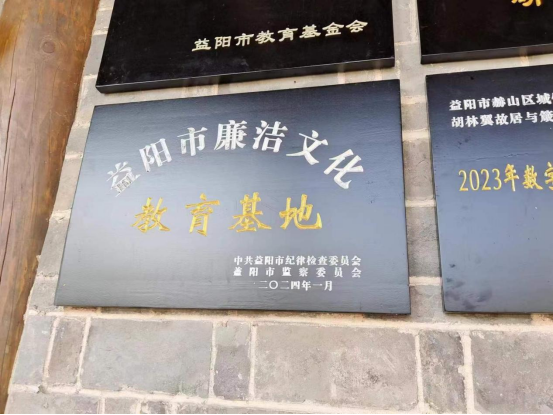 益阳市教育基金会
益阳市廉洁文化
教育基地
中共益阳市纪律检查委员会
益阳市监察委员会
二〇二四年一月
益阳市赫山区城
胡林翼故居与箴
2023年数字